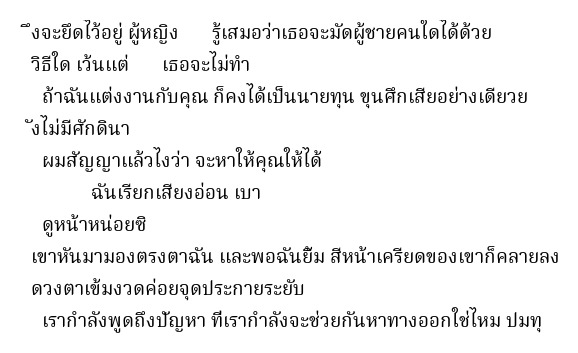 ึงจะยึดไว้อยู่ ผู้หญิง รู้เสมอว่าเธอจะมัดผู้ชายคนใดได้ด้วย
วิธีใด เว้นแต่ เธอจะไม่ทำ
ถ้าฉันแต่งงานกับคุณ ก็คงได้เป็นนายทุน ขุนศึกเสียอย่างเดียวย
ังไม่มีศักดินา
ผมสัญญาแล้วไงว่า จะหาให้คุณให้ได้
ฉันเรียกเสียงอ่อน เบา
ดูหน้าหน่อยซิ
เขาหันมามองตรงตาฉัน และพอฉันยิ้ม สีหน้าเครียดของเขาก็คลายลง
ดวงตาเข้มงวดค่อยจุดประกายระยับ
เรากำลังพูดถึงปัญหา ที่เรากำลังจะช่วยกันหาทางออกใช่ไหม ปมทุ